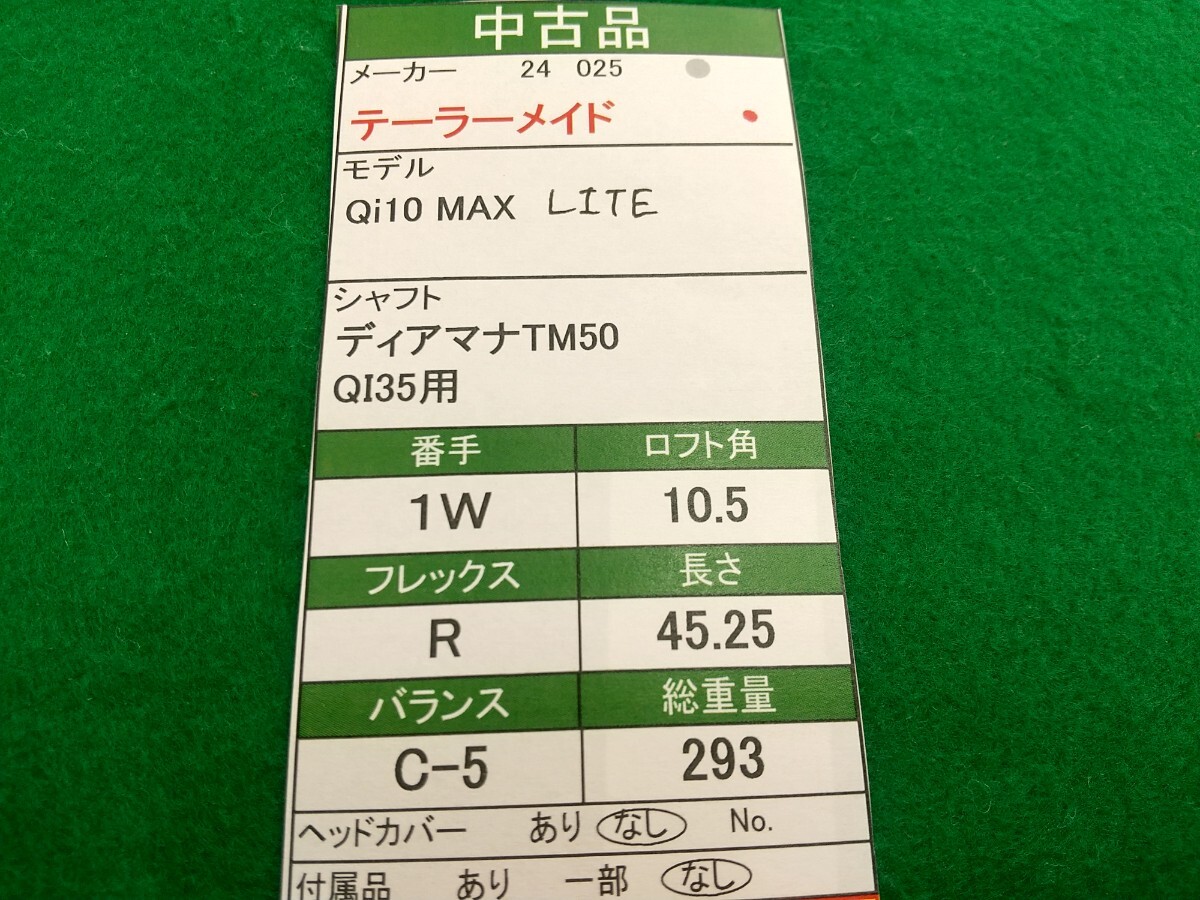 中古品
メーカー 24 025
テーラーメイド
モデル
Qi10 MAX LITE
シャフト
ディアマナTM50
QI35用
番手 ロフト角
1W 10.5
フレックス 長さ
R 45.25
バランス 総重量
C-5 293
ヘッドカバー あり なし No.
付属品 あり 一部 なし